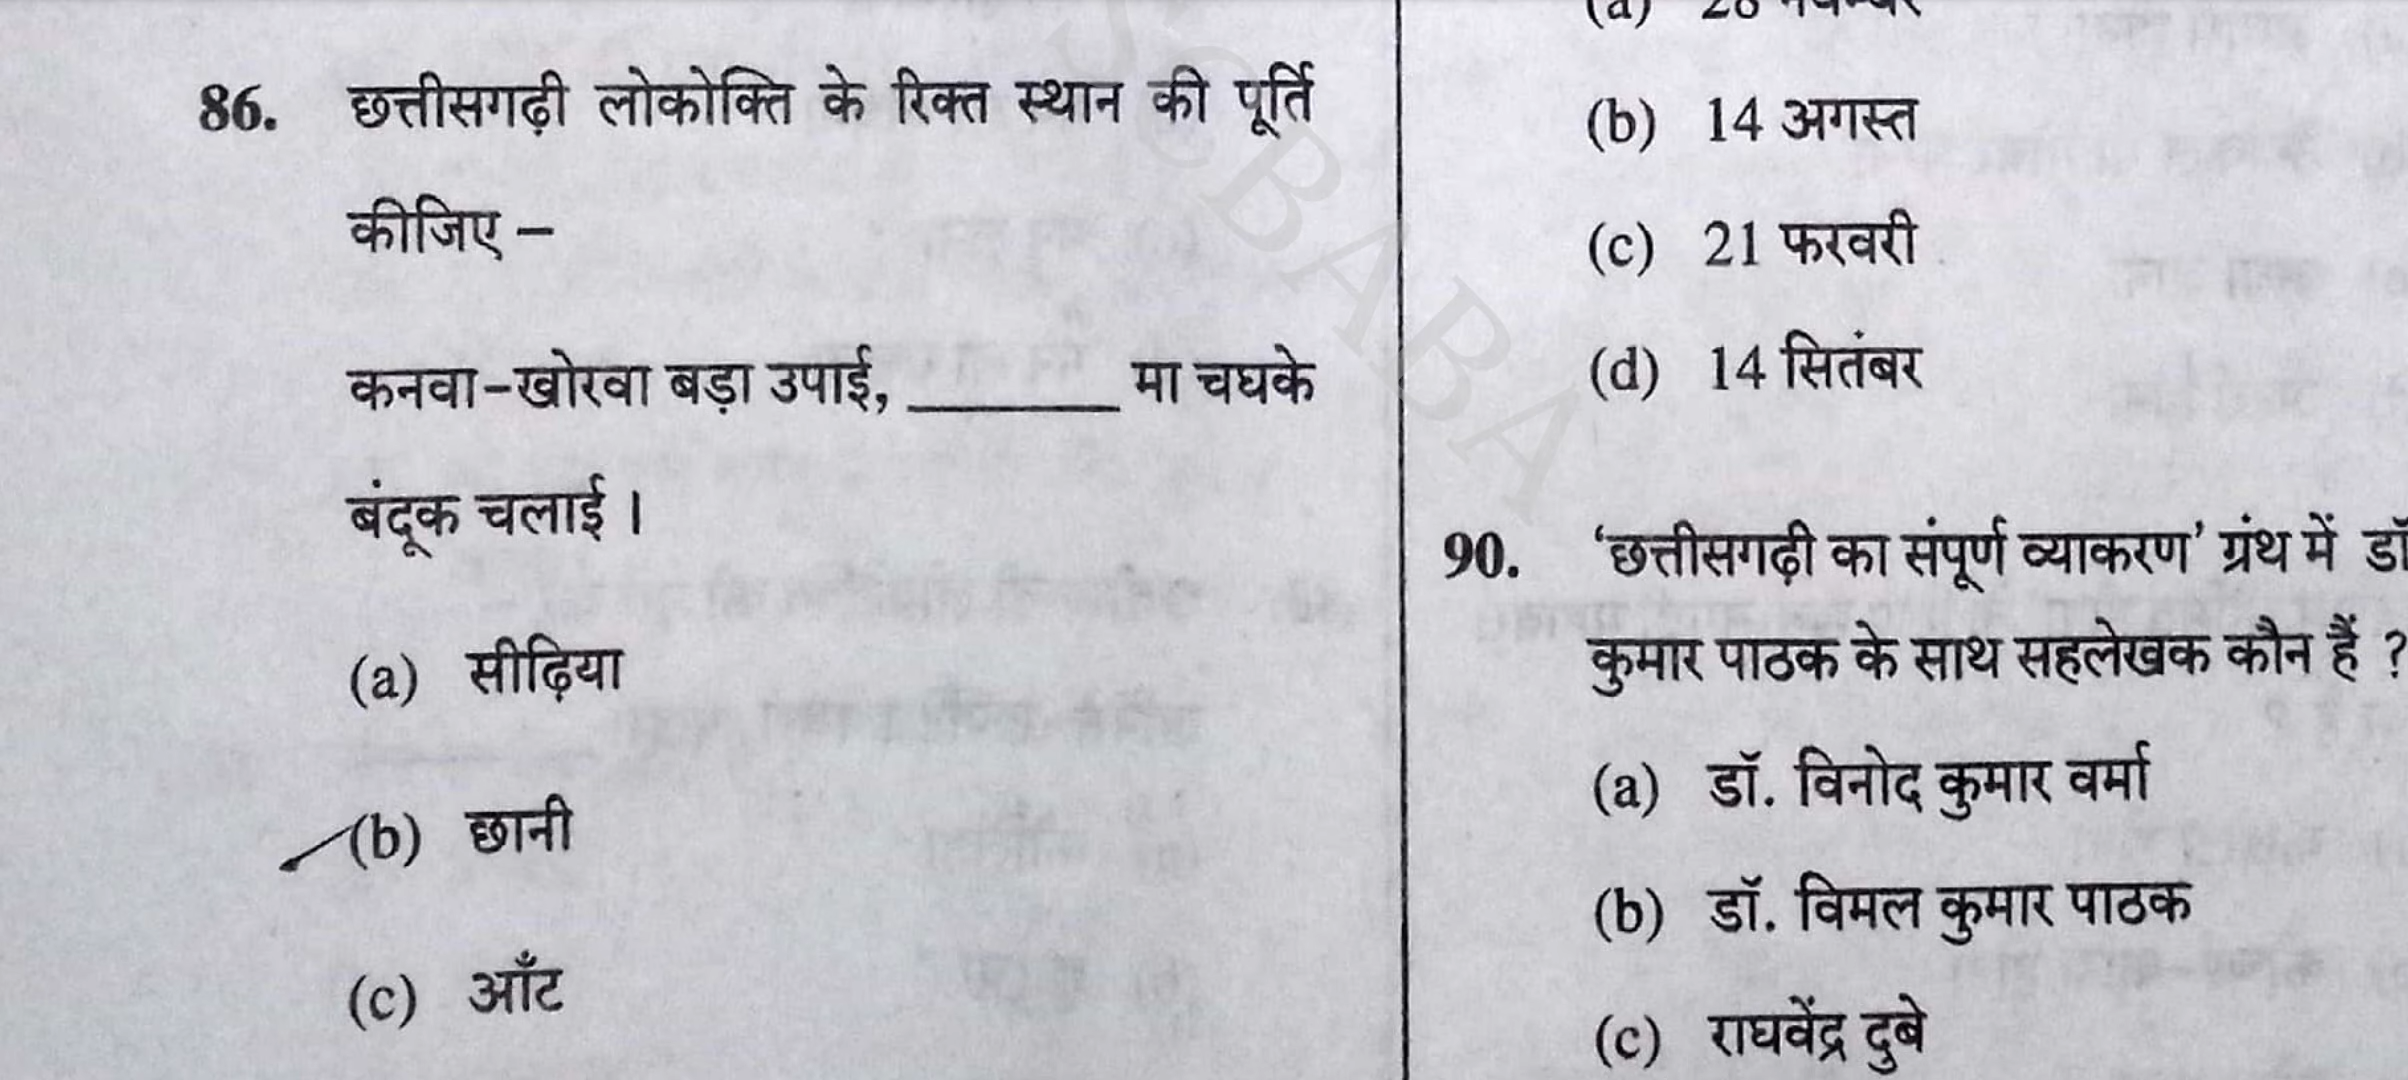 86. छत्तीसगढ़ी लोकोक्ति के रिक्त स्थान की पूर्ति
कीजिए –
कनवा-खोरवा बड़ा उपाई, ______ मा चघके
बंदूक चलाई ।
(a) सीढ़िया
(b) छानी
(c) आँट
(b) 14 अगस्त
(c) 21 फरवरी
(d) 14 सितंबर
90. ‘छत्तीसगढ़ी का संपूर्ण व्याकरण’ ग्रंथ में डॉ
कुमार पाठक के साथ सहलेखक कौन हैं ?
(a) डॉ. विनोद कुमार वर्मा
(b) डॉ. विमल कुमार पाठक
(c) राघवेंद्र दुबे